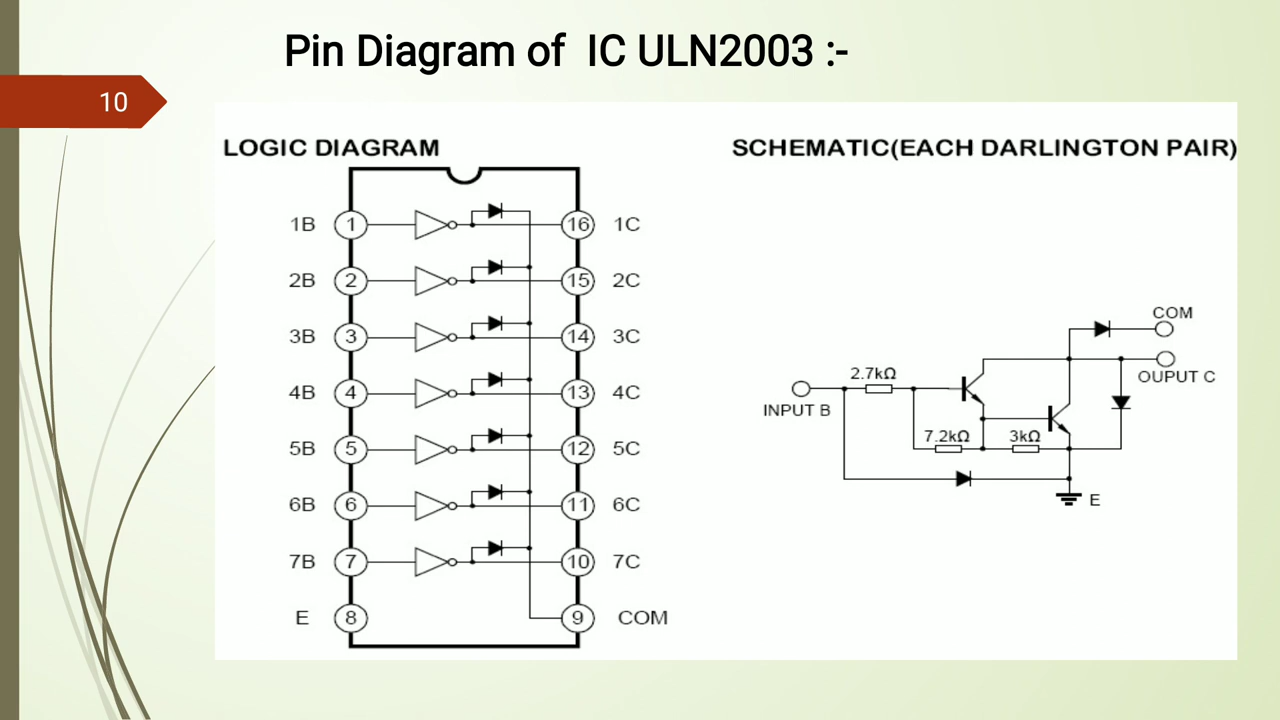 Pin Diagram of IC ULN2003 :-
10
LOGIC DIAGRAM
1B 1 16 1C
2B 2 15 2C
3B 3 14 3C
4B 4 13 4C
5B 5 12 5C
6B 6 11 6C
7B 7 10 7C
E 8 9 COM
SCHEMATIC(EACH DARLINGTON PAIR)
COM
2.7kΩ
OUPUT C
INPUT B
7.2kΩ 3kΩ
E